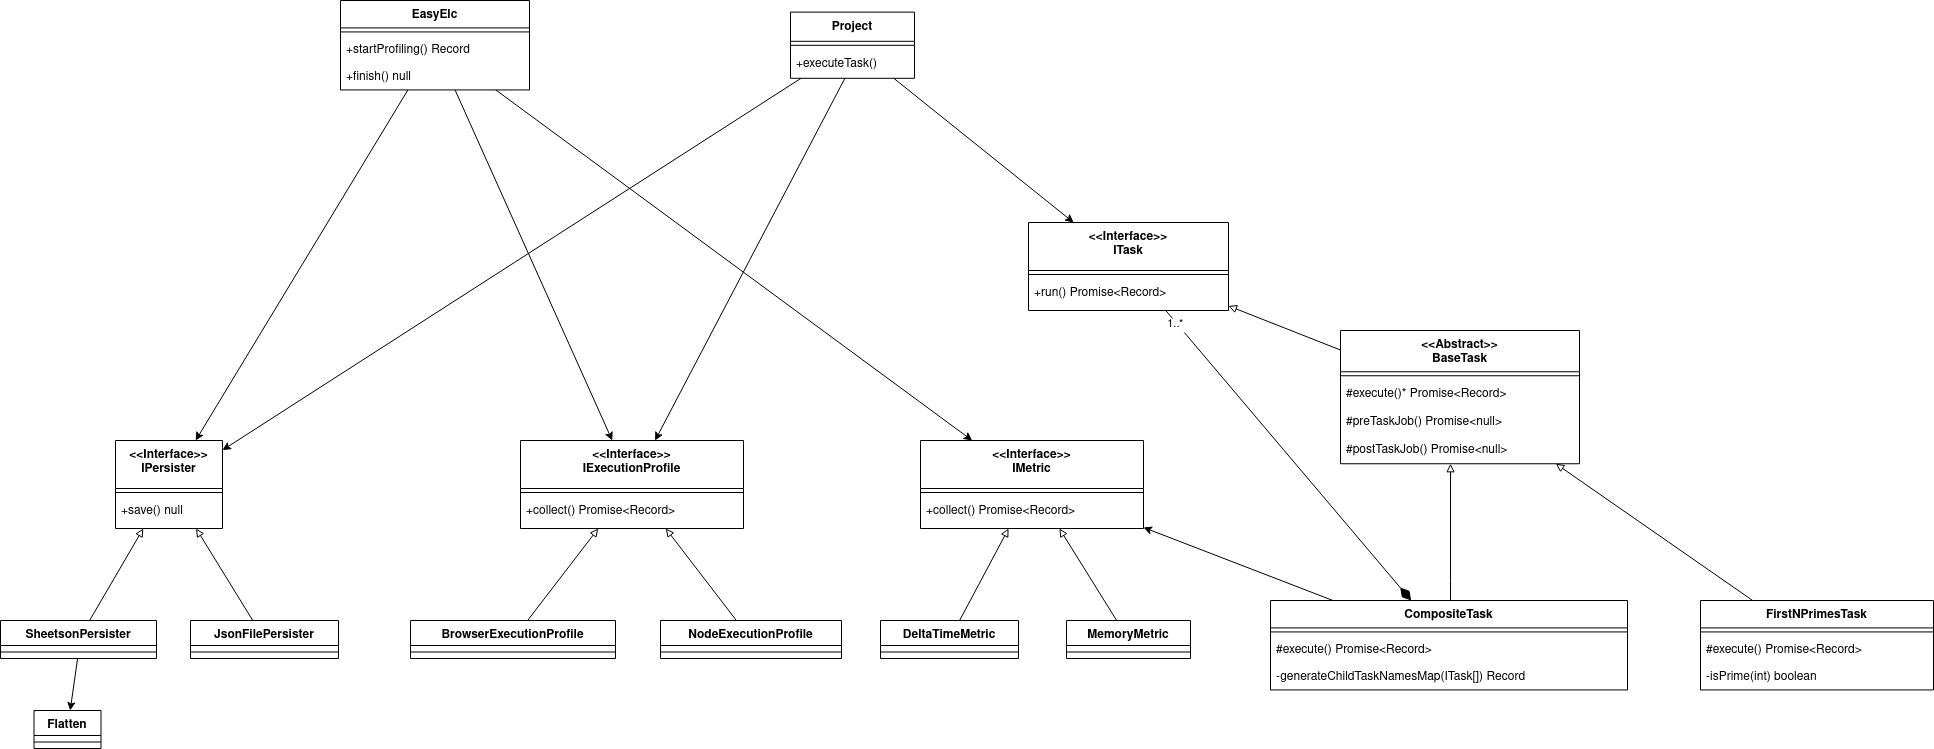 EasyElc
+startProfiling() Record
+finish() null
Project
+executeTask()
<<Interface>>
ITask
+run() Promise<Record>
1..*
<<Abstract>>
BaseTask
#execute()* Promise<Record>
#preTaskJob() Promise<null>
#postTaskJob() Promise<null>
<<Interface>>
IPersister
+save() null
<<Interface>>
IExecutionProfile
+collect() Promise<Record>
<<Interface>>
IMetric
+collect() Promise<Record>
SheetsonPersister
JsonFilePersister
BrowserExecutionProfile
NodeExecutionProfile
DeltaTimeMetric
MemoryMetric
CompositeTask
#execute() Promise<Record>
-generateChildTaskNamesMap(ITask[]) Record
FirstNPrimesTask
#execute() Promise<Record>
-isPrime(int) boolean
Flatten